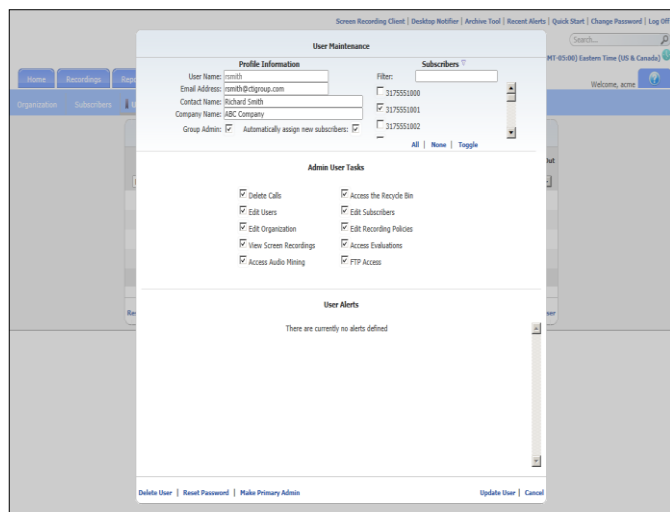 Screen Recording Client | Desktop Notifier | Archive Tool | Recent Alerts | Quick Start | Change Password | Log Off
Search...
MT-05:00) Eastern Time (US & Canada)
Home Recordings Repo
Welcome, acme
Organization Subscribers U
User Maintenance
Profile Information
User Name: rsmith
Email Address: rsmith@ctigroup.com
Contact Name: Richard Smith
Company Name: ABC Company
Group Admin: Automatically assign new subscribers:
Subscribers
Filter:
3175551000
3175551001
3175551002
All | None | Toggle
Admin User Tasks
Delete Calls Access the Recycle Bin
Edit Users Edit Subscribers
Edit Organization Edit Recording Policies
View Screen Recordings Access Evaluations
Access Audio Mining FTP Access
User Alerts
There are currently no alerts defined
Delete User | Reset Password | Make Primary Admin
Update User | Cancel
out
Res
ser